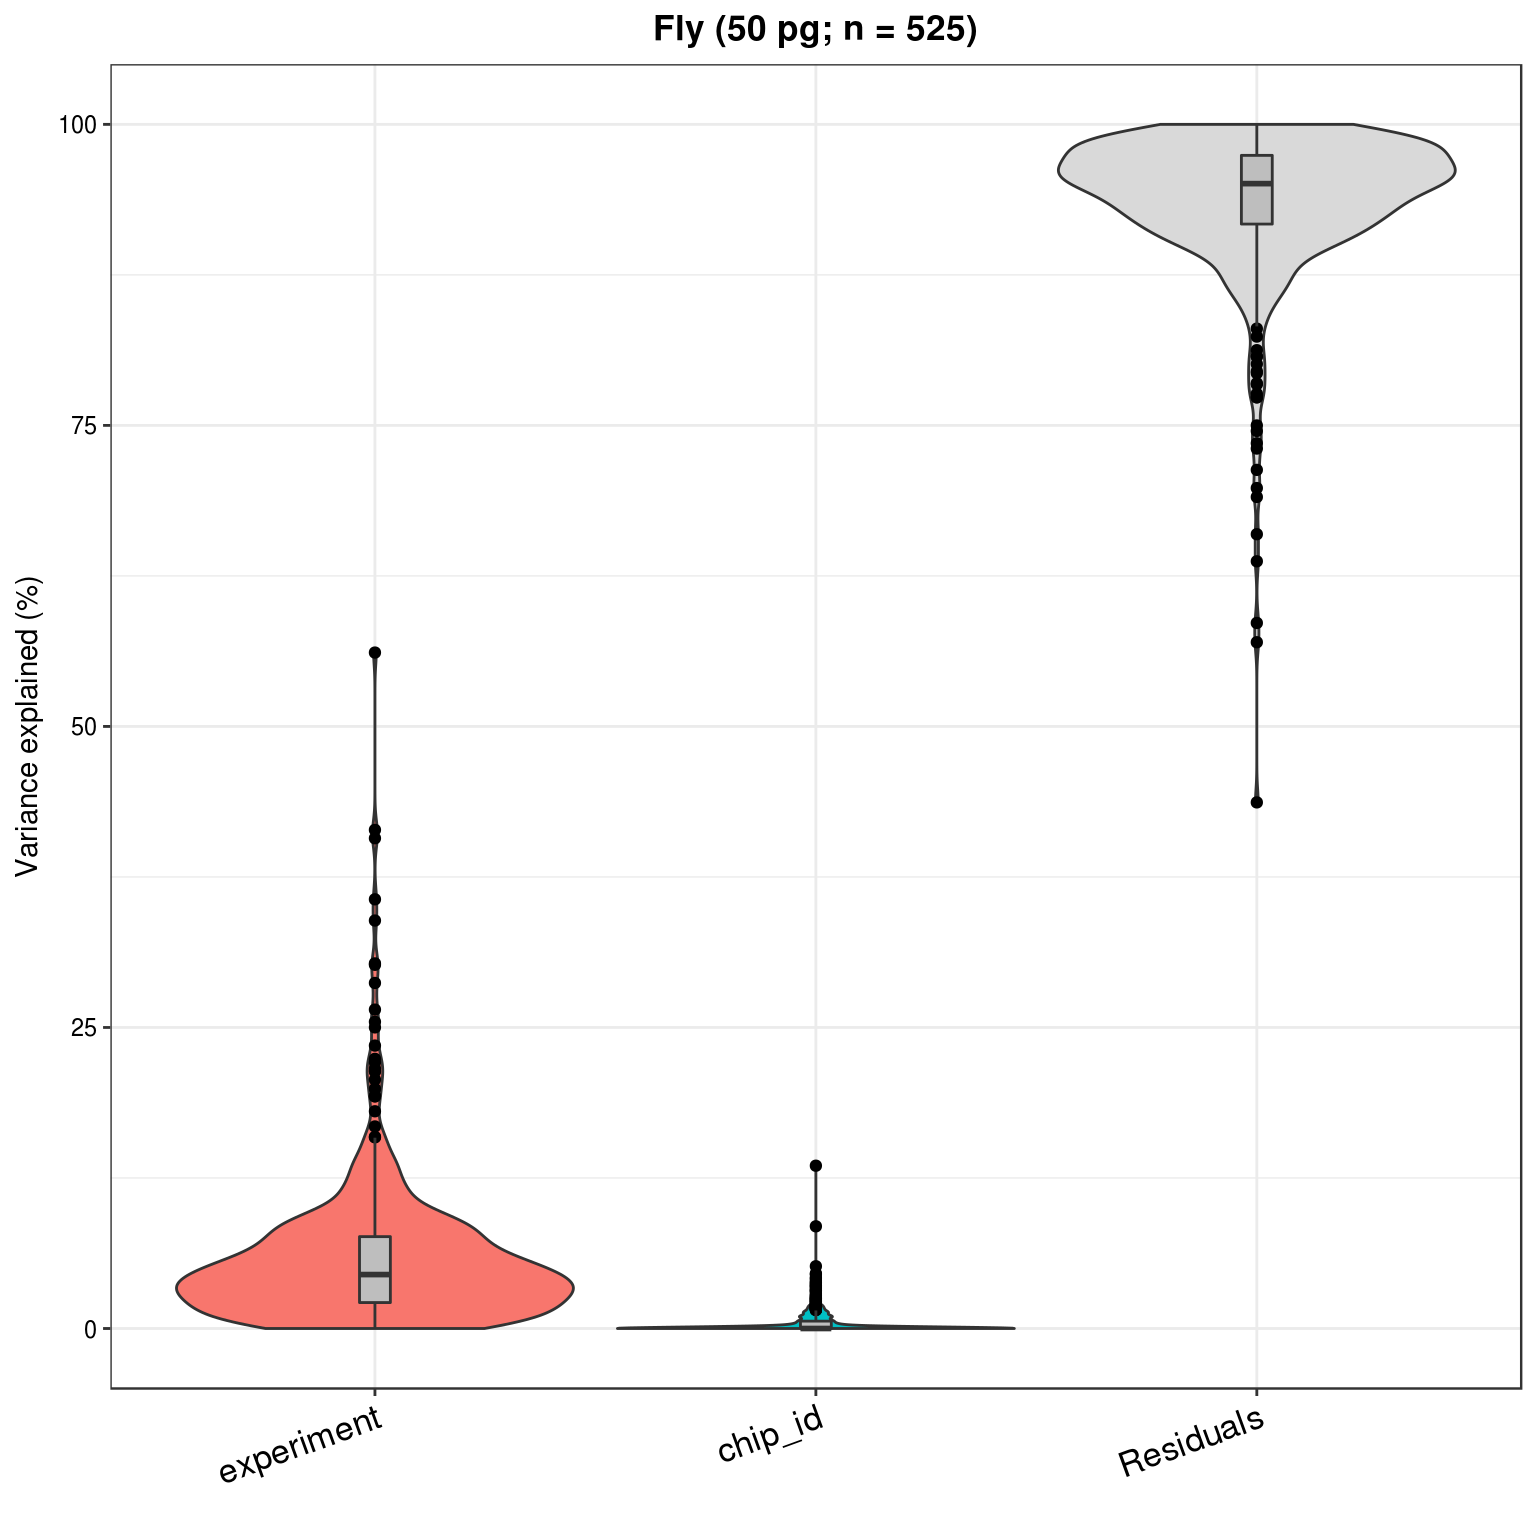 Fly (50 pg; n = 525)
Variance explained (%)
100
75
50
25
0
experiment
chip_id
Residuals